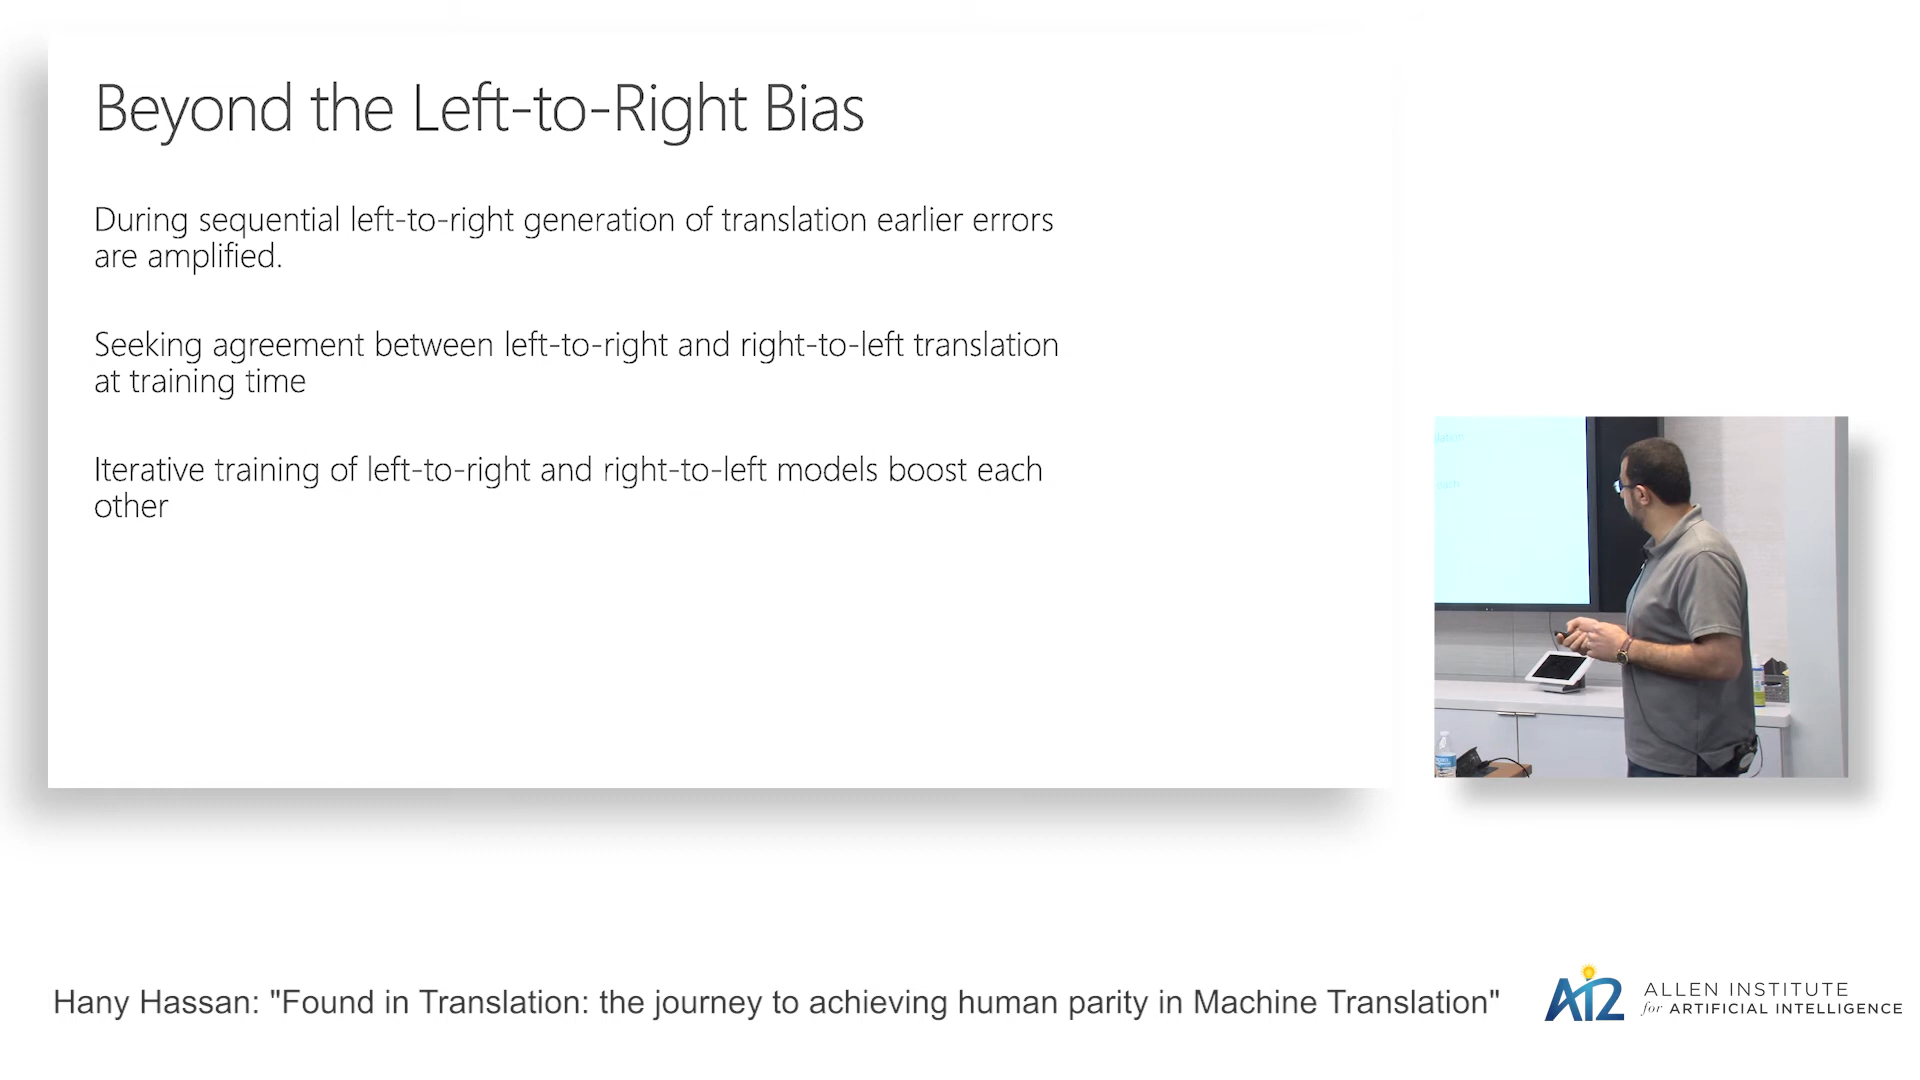 Beyond the Left-to-Right Bias
During sequential left-to-right generation of translation earlier errors
are amplified.
Seeking agreement between left-to-right and right-to-left translation
at training time
Iterative training of left-to-right and right-to-left models boost each
other
Hany Hassan: "Found in Translation: the journey to achieving human parity in Machine Translation"
AI2
ALLEN INSTITUTE
for ARTIFICIAL INTELLIGENCE